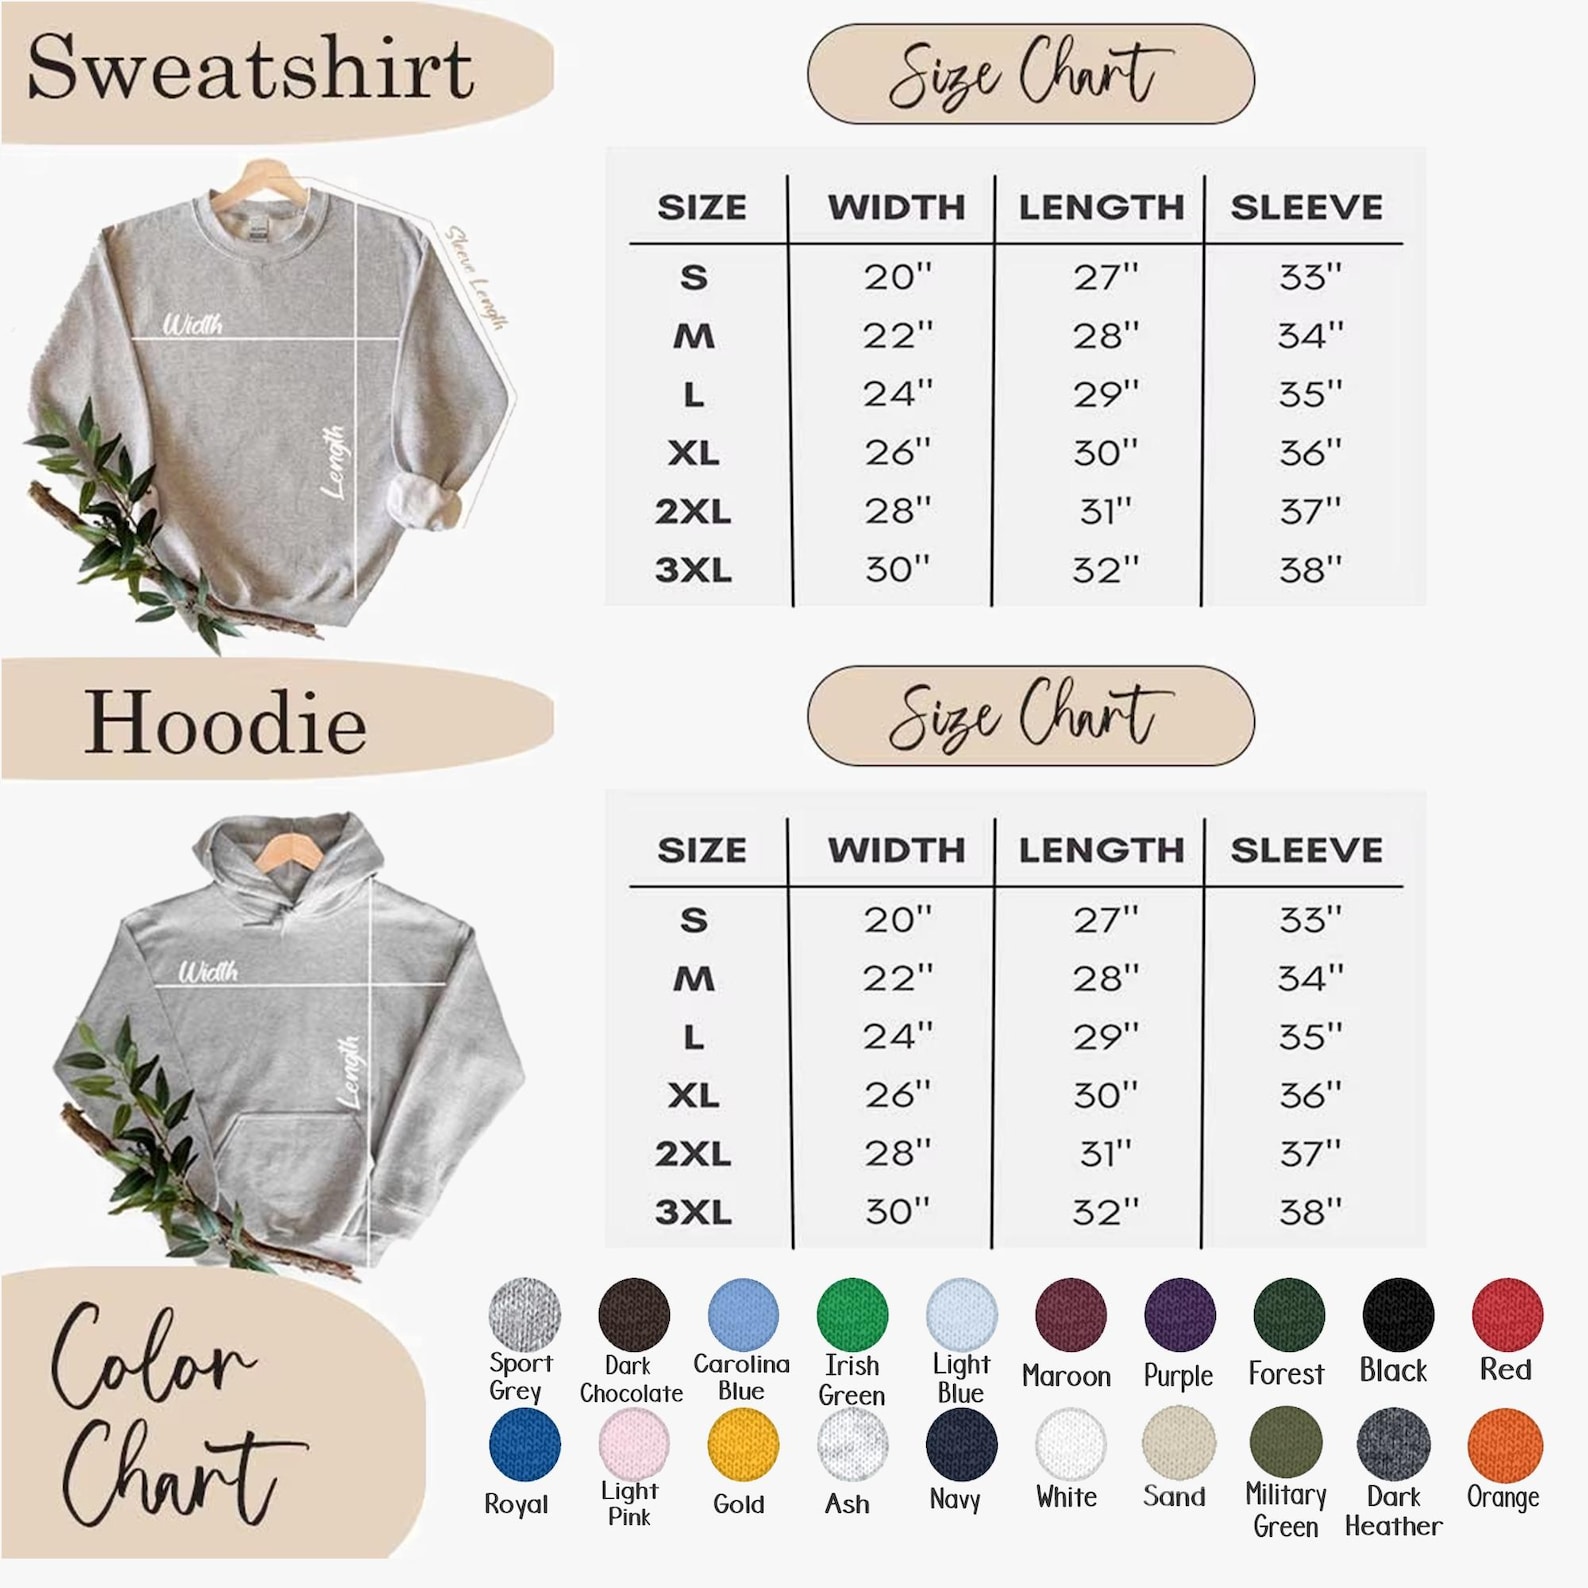 Sweatshirt
Size Chart
SIZE WIDTH LENGTH SLEEVE
S 20" 27" 33"
M 22" 28" 34"
L 24" 29" 35"
XL 26" 30" 36"
2XL 28" 31" 37"
3XL 30" 32" 38"
Sleeve Length
Width
Length
Hoodie
Size Chart
SIZE WIDTH LENGTH SLEEVE
S 20" 27" 33"
M 22" 28" 34"
L 24" 29" 35"
XL 26" 30" 36"
2XL 28" 31" 37"
3XL 30" 32" 38"
Width
Length
Color
Chart
Sport
Grey
Dark
Chocolate
Carolina
Blue
Irish
Green
Light
Blue
Maroon
Purple
Forest
Black
Red
Royal
Light
Pink
Gold
Ash
Navy
White
Sand
Military
Green
Dark
Heather
Orange